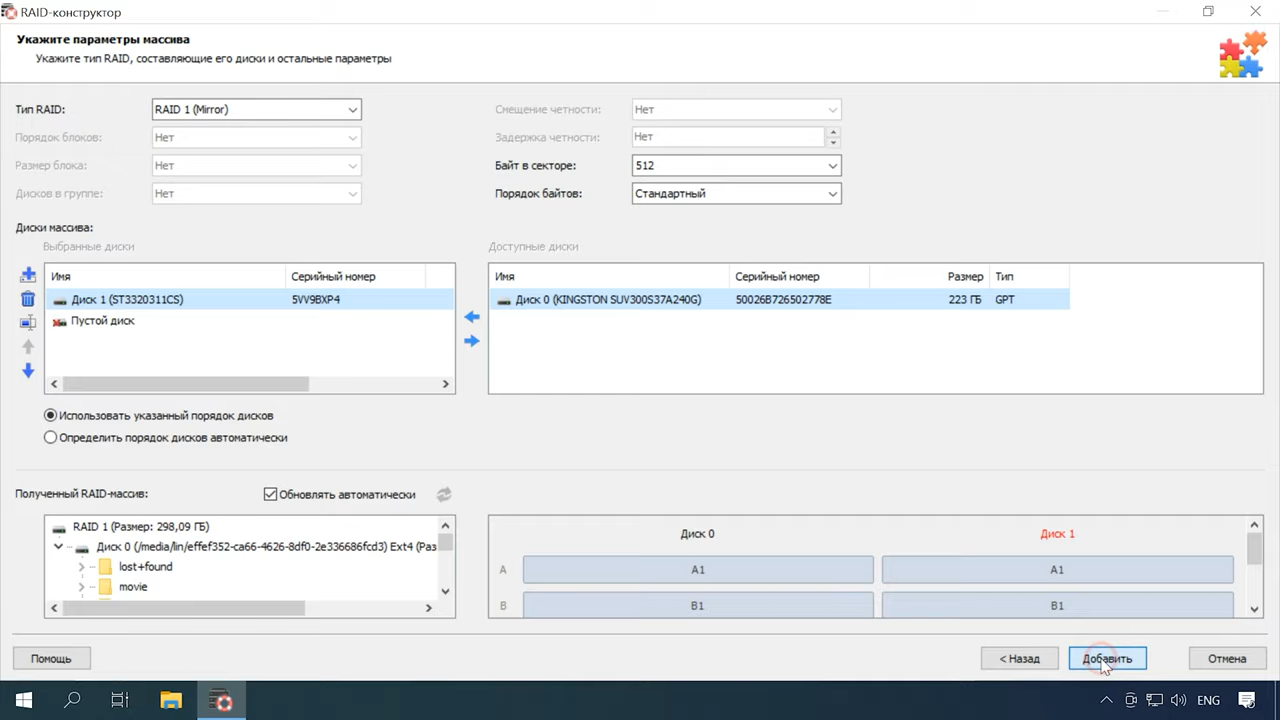 RAID-конструктор
Укажите параметры массива
Укажите тип RAID, составляющие его диски и остальные параметры
Тип RAID: RAID 1 (Mirror) Смещение четности: Нет
Порядок блоков: Нет Задержка четности: Нет
Размер блока: Нет Байт в секторе: 512
Дисков в группе: Нет Порядок байтов: Стандартный
Диски массива:
Выбранные диски Доступные диски
Имя Серийный номер Имя Серийный номер Размер Тип
Диск 1 (ST3320311CS) 5VV9BXP4 Диск 0 (KINGSTON SUV300S37A240G) 50026B726502778E 223 ГБ GPT
Пустой диск
Использовать указанный порядок дисков
Определить порядок дисков автоматически
Полученный RAID-массив: Обновлять автоматически
RAID 1 (Размер: 298,09 ГБ) Диск 0 Диск 1
Диск 0 (/media/lin/effef352-ca66-4626-8df0-2e336686fcd3) Ext4 (Раз
lost+found A A1 A1
movie B B1 B1
Помощь < Назад Добавить Отмена
ENG